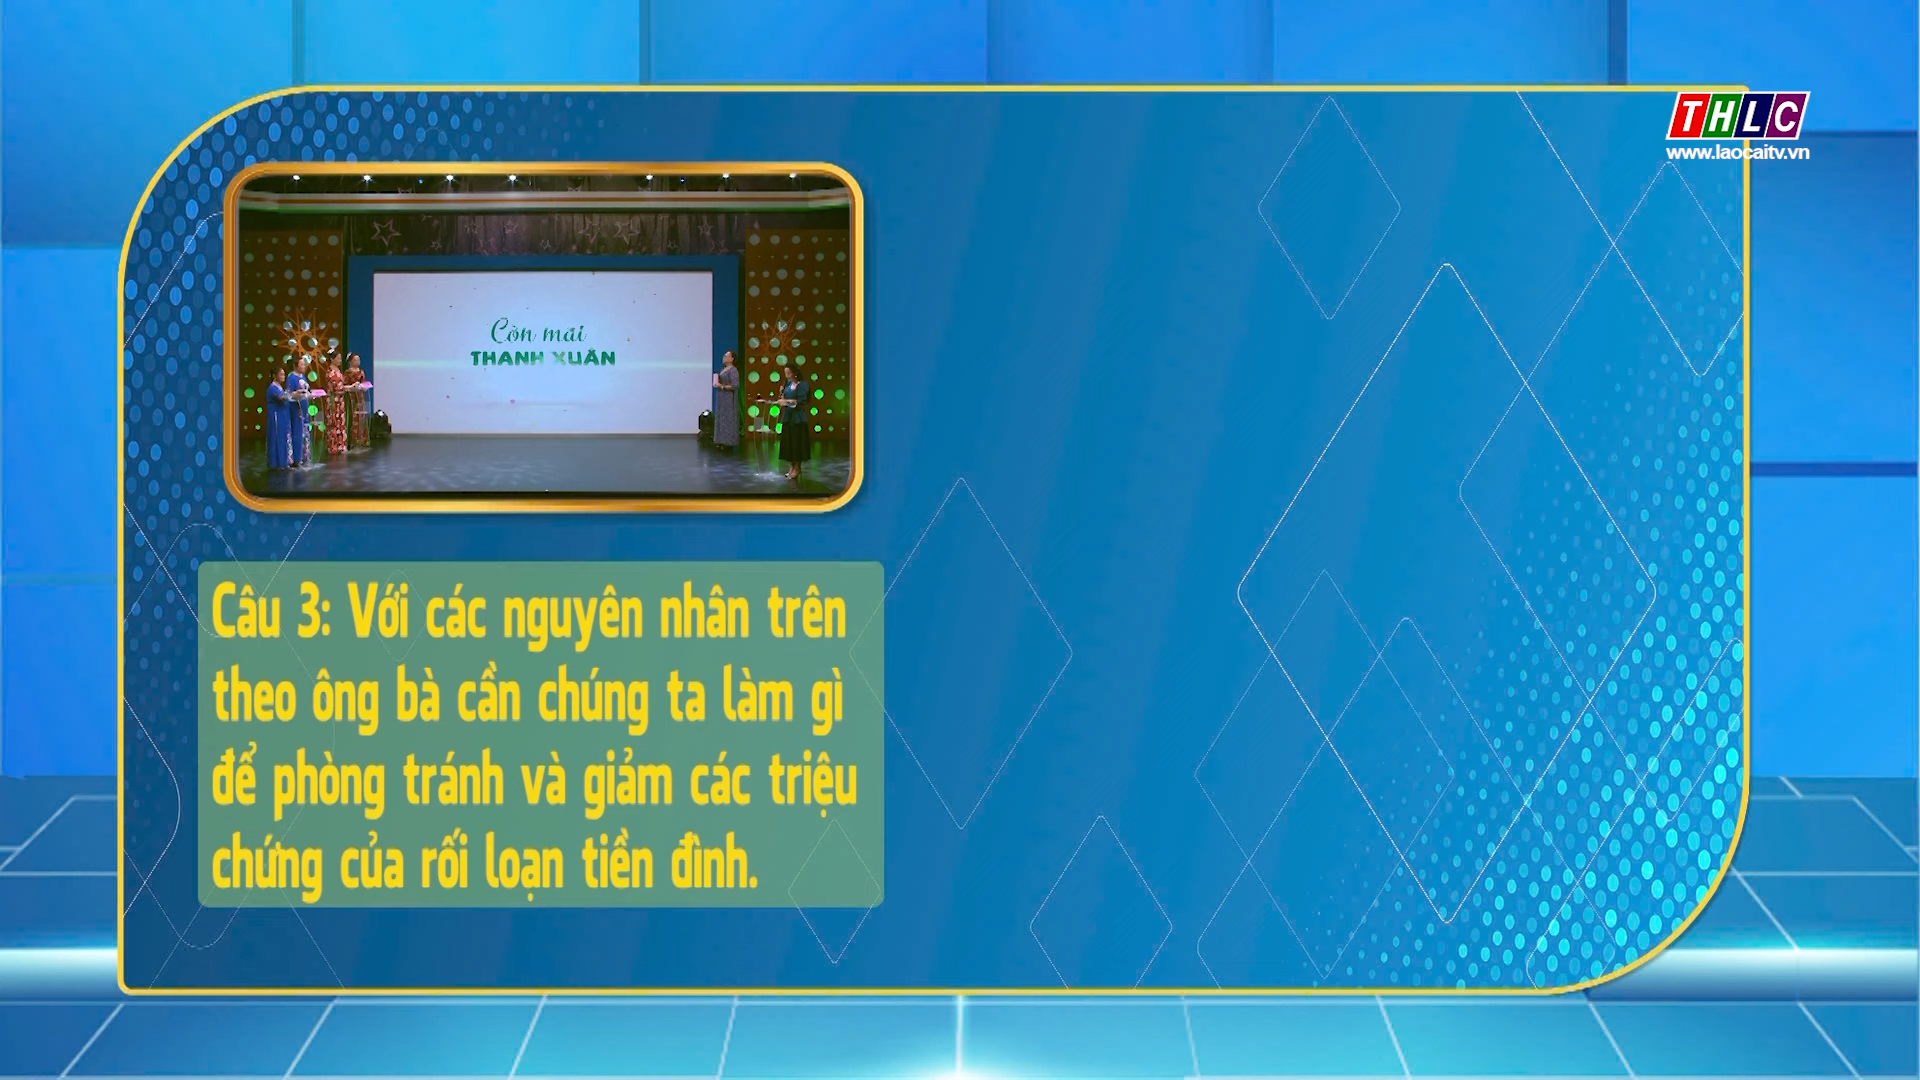 THLC
www.laocaitv.vn
Còn mãi
THANH XUÂN
Câu 3: Với các nguyên nhân trên
theo ông bà cần chúng ta làm gì
để phòng tránh và giảm các triệu
chứng của rối loạn tiền đình.